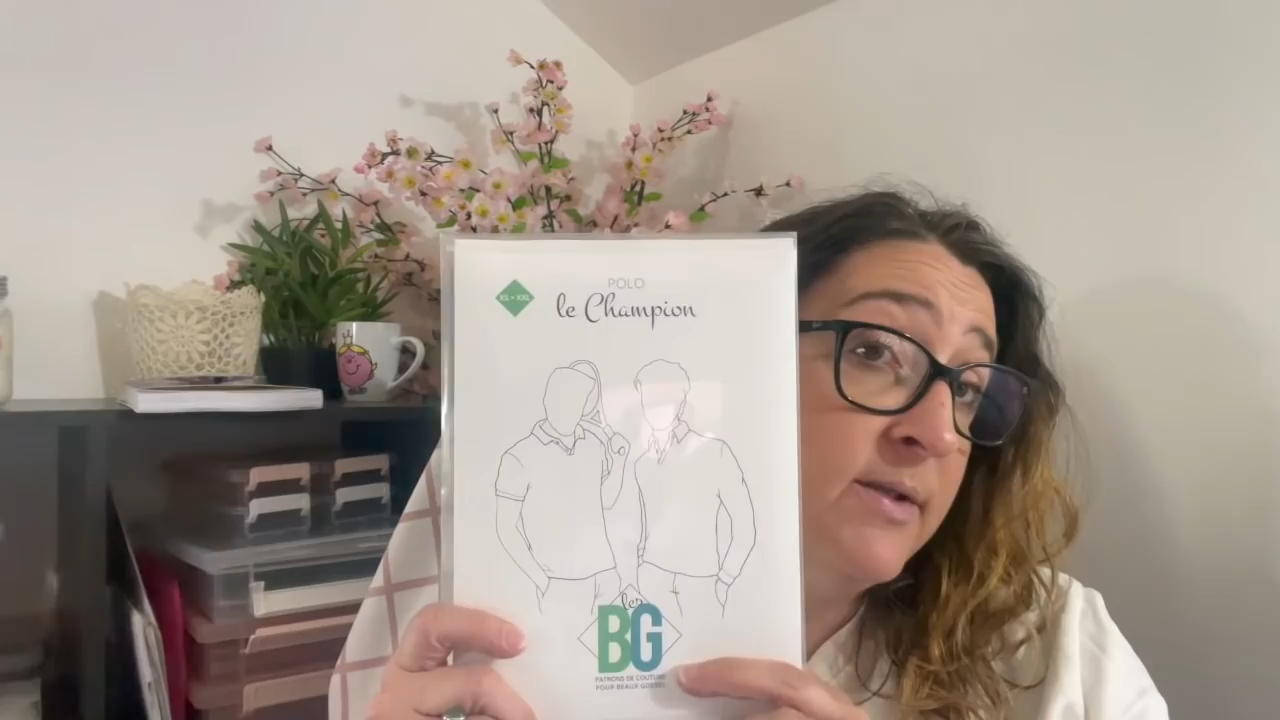 POLO
le Champion
XS > XXL
les
BG
PATRONS DE COUTURE
POUR BEAUX GOSSES